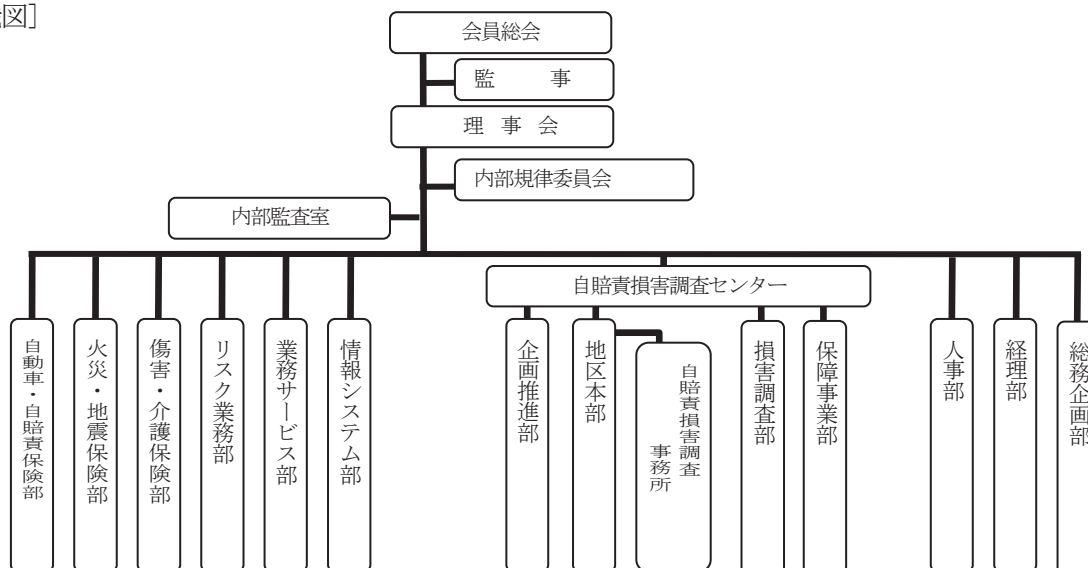 図]
会員総会
監　　事
理　事　会
内部規律委員会
内部監査室
自賠責損害調査センター
自動車・自賠責保険部
火災・地震保険部
傷害・介護保険部
リスク業務部
業務サービス部
情報システム部
企画推進部
地区本部
自賠責損害調査
事務所
損害調査部
保障事業部
人事部
経理部
総務企画部